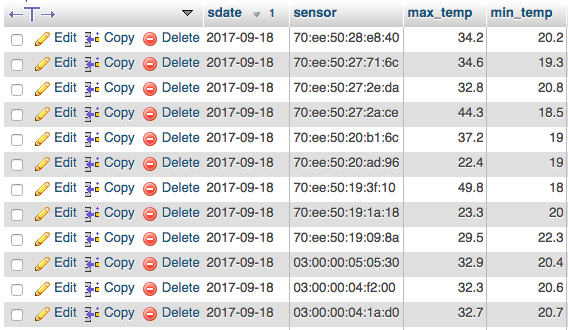 sdate 1 sensor max_temp min_temp
Edit Copy Delete 2017-09-18 70:ee:50:28:e8:40 34.2 20.2
Edit Copy Delete 2017-09-18 70:ee:50:27:71:6c 34.6 19.3
Edit Copy Delete 2017-09-18 70:ee:50:27:2e:da 32.8 20.8
Edit Copy Delete 2017-09-18 70:ee:50:27:2a:ce 44.3 18.5
Edit Copy Delete 2017-09-18 70:ee:50:20:b1:6c 37.2 19
Edit Copy Delete 2017-09-18 70:ee:50:20:ad:96 22.4 19
Edit Copy Delete 2017-09-18 70:ee:50:19:3f:10 49.8 18
Edit Copy Delete 2017-09-18 70:ee:50:19:1a:18 23.3 20
Edit Copy Delete 2017-09-18 70:ee:50:19:09:8a 29.5 22.3
Edit Copy Delete 2017-09-18 03:00:00:05:05:30 32.9 20.4
Edit Copy Delete 2017-09-18 03:00:00:04:f2:00 32.3 20.6
Edit Copy Delete 2017-09-18 03:00:00:04:1a:d0 32.7 20.7